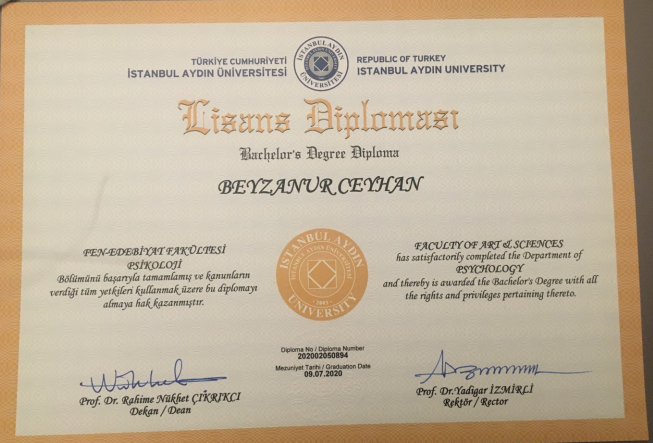 TÜRKİYE CUMHURİYETİ
İSTANBUL AYDIN ÜNİVERSİTESİ
İSTANBUL AYDIN
ÜNİVERSİTESİ
REPUBLIC OF TURKEY
ISTANBUL AYDIN UNIVERSITY
Lisans Diploması
Bachelor's Degree Diploma
BEYZANUR CEYHAN
FEN-EDEBİYAT FAKÜLTESİ
PSİKOLOJİ
Bölümünü başarıyla tamamlamış ve kanunların
verdiği tüm yetkileri kullanmak üzere bu diplomayı
almaya hak kazanmıştır.
ISTANBUL AYDIN
UNIVERSITY
FACULTY OF ART & SCIENCES
has satisfactorily completed the Department of
PSYCHOLOGY
and thereby is awarded the Bachelor's Degree with all
the rights and privileges pertaining thereto.
Diploma No / Diploma Number
202002050894
Mezuniyet Tarihi / Graduation Date
09.07.2020
Prof. Dr. Rahime Nükhet ÇIKRIKLI
Dekan / Dean
Prof. Dr. Yadigar İZMİRLİ
Rektör / Rector